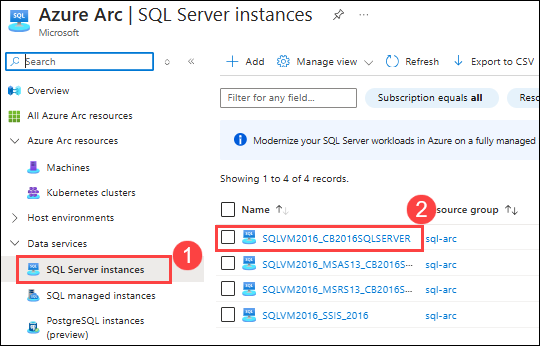 Azure Arc | SQL Server instances
Microsoft
Search
Add
Manage view
Refresh
Export to CSV
Overview
All Azure Arc resources
Azure Arc resources
Machines
Kubernetes clusters
Host environments
Data services
SQL Server instances
SQL managed instances
PostgreSQL instances
(preview)
Filter for any field...
Subscription equals all
Reso
Modernize your SQL Server workloads in Azure on a fully managed
Showing 1 to 4 of 4 records.
Name
source group
1
2
SQLVM2016_CB2016SQLSERVER
sql-arc
SQLVM2016_MSAS13_CB2016S...
sql-arc
SQLVM2016_MSRS13_CB2016S...
sql-arc
SQLVM2016_SSIS_2016
sql-arc